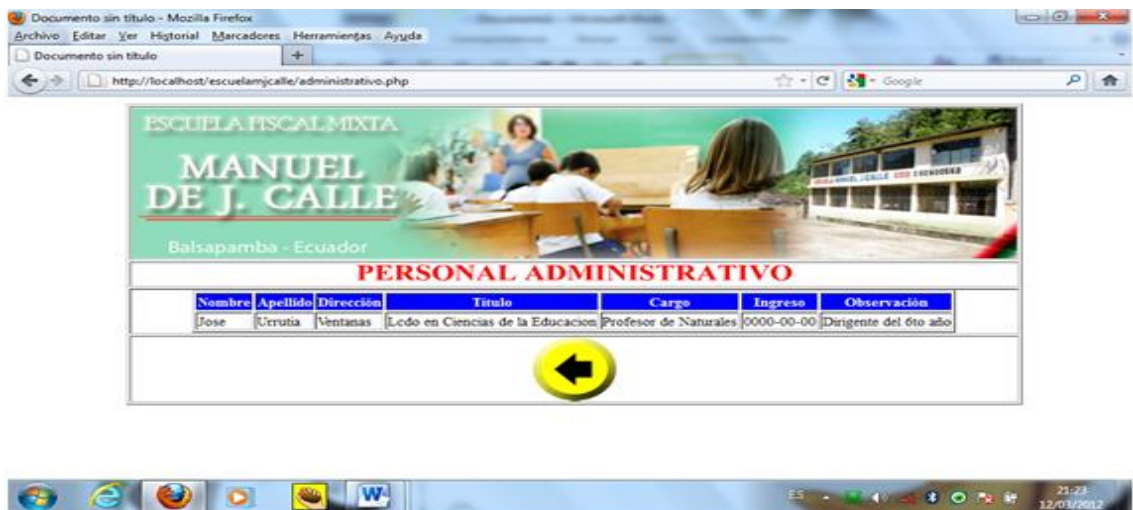 Documento sin título - Mozilla Firefox
Archivo Editar Ver Historial Marcadores Herramientas Ayuda
Documento sin título +
http://localhost/escuelamjcalle/administrativo.php Google
ESCUELA FISCAL MIXTA
MANUEL
DE J. CALLE
Balsapamba - Ecuador
PERSONAL ADMINISTRATIVO
Nombre Apellido Dirección Título Cargo Ingreso Observación
Jose Urrutia Ventanas Lcdo en Ciencias de la Educacion Profesor de Naturales 0000-00-00 Dirigente del 6to año
ES 21:23
12/03/2012